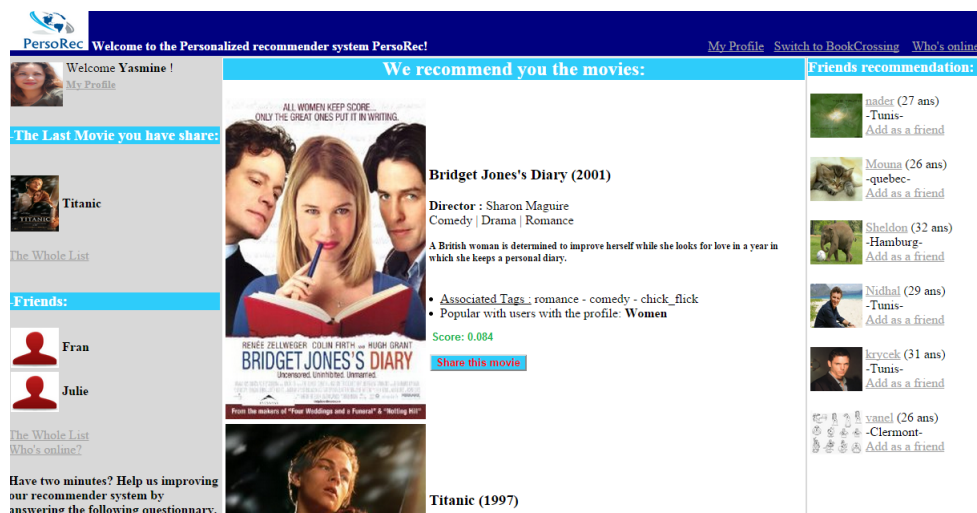 PersoRec
Welcome to the Personalized recommender system PersoRec!
My Profile Switch to BookCrossing Who's online
Welcome Yasmine !
My Profile
-The Last Movie you have share:
TITANIC
Titanic
The Whole List
-Friends:
Fran
Julie
The Whole List
Who's online?
Have two minutes? Help us improving
our recommender system by
answering the following questionnary.
We recommend you the movies:
ALL WOMEN KEEP SCORE...
ONLY THE GREAT ONES PUT IT IN WRITING.
RENÉE ZELLWEGER COLIN FIRTH AND HUGH GRANT
BRIDGET JONES'S DIARY
Uncensored. Uninhibited. Unmarried.
From the makers of "Four Weddings and a Funeral" & "Notting Hill"
Bridget Jones's Diary (2001)
Director : Sharon Maguire
Comedy | Drama | Romance
A British woman is determined to improve herself while she looks for love in a year in
which she keeps a personal diary.
Associated Tags : romance - comedy - chick_flick
Popular with users with the profile: Women
Score: 0.084
Share this movie
Titanic (1997)
Friends recommendation:
nader (27 ans)
-Tunis-
Add as a friend
Mouna (26 ans)
-quebec-
Add as a friend
Sheldon (32 ans)
-Hamburg-
Add as a friend
Nidhal (29 ans)
-Tunis-
Add as a friend
krycek (31 ans)
-Tunis-
Add as a friend
vanel (26 ans)
-Clermont-
Add as a friend